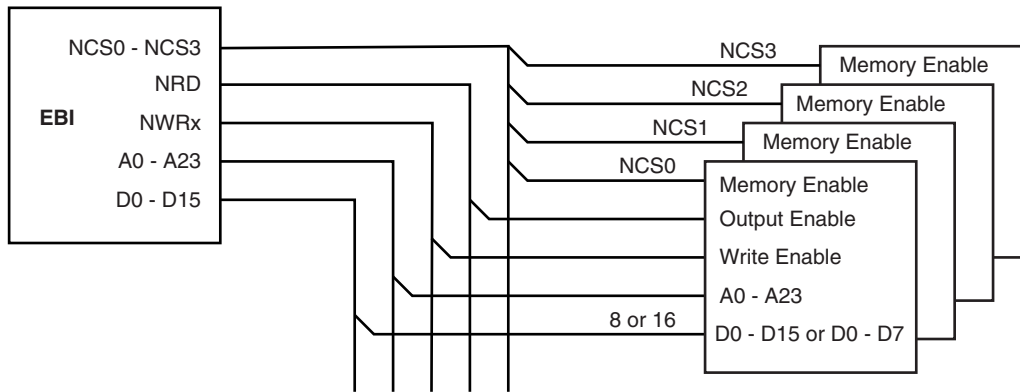 NCS0 - NCS3
NRD
EBI
NWRx
A0 - A23
D0 - D15
NCS3
Memory Enable
NCS2
Memory Enable
NCS1
Memory Enable
NCS0
Memory Enable
Output Enable
Write Enable
A0 - A23
8 or 16
D0 - D15 or D0 - D7